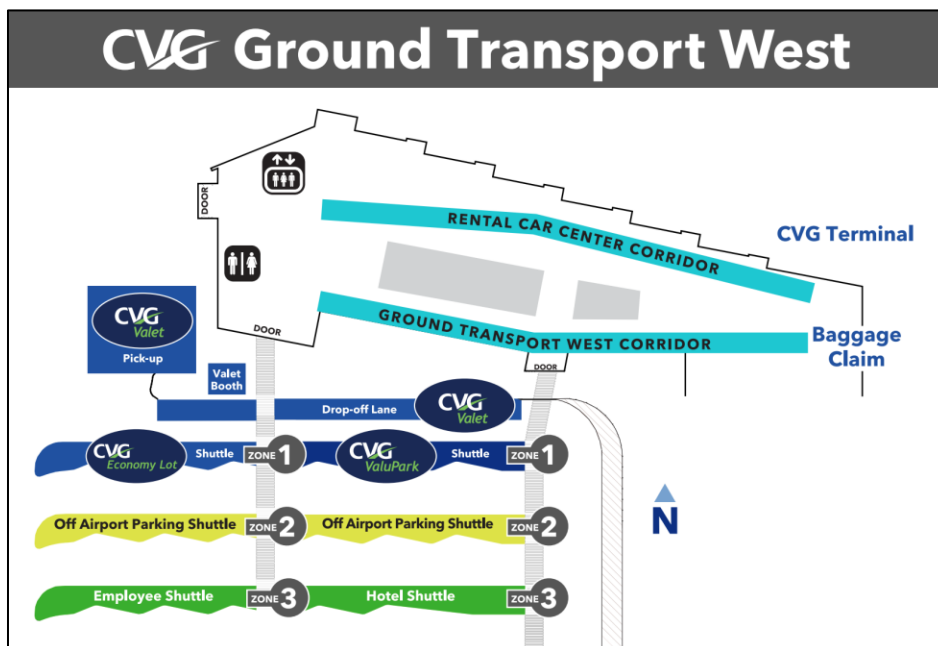 CVG Ground Transport West
DOOR
RENTAL CAR CENTER CORRIDOR
CVG Terminal
GROUND TRANSPORT WEST CORRIDOR
Baggage
Claim
DOOR
DOOR
CVG
Valet
Pick-up
Valet
Booth
Drop-off Lane
CVG
Valet
CVG
Economy Lot
Shuttle
ZONE 1
CVG
ValuPark
Shuttle
ZONE 1
Off Airport Parking Shuttle
ZONE 2
Off Airport Parking Shuttle
ZONE 2
N
Employee Shuttle
ZONE 3
Hotel Shuttle
ZONE 3